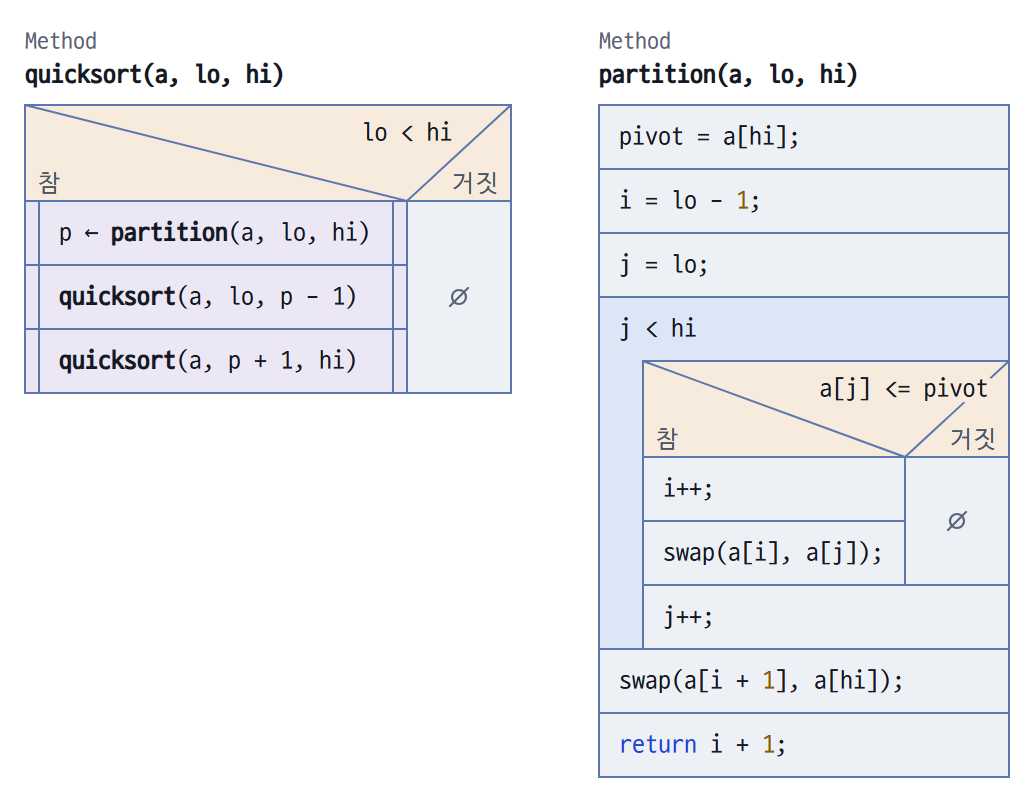 Method
quicksort(a, lo, hi)
lo < hi
참
거짓
p ← partition(a, lo, hi)
quicksort(a, lo, p - 1)
quicksort(a, p + 1, hi)
∅
Method
partition(a, lo, hi)
pivot = a[hi];
i = lo - 1;
j = lo;
j < hi
a[j] <= pivot
참
거짓
i++;
swap(a[i], a[j]);
∅
j++;
swap(a[i + 1], a[hi]);
return i + 1;